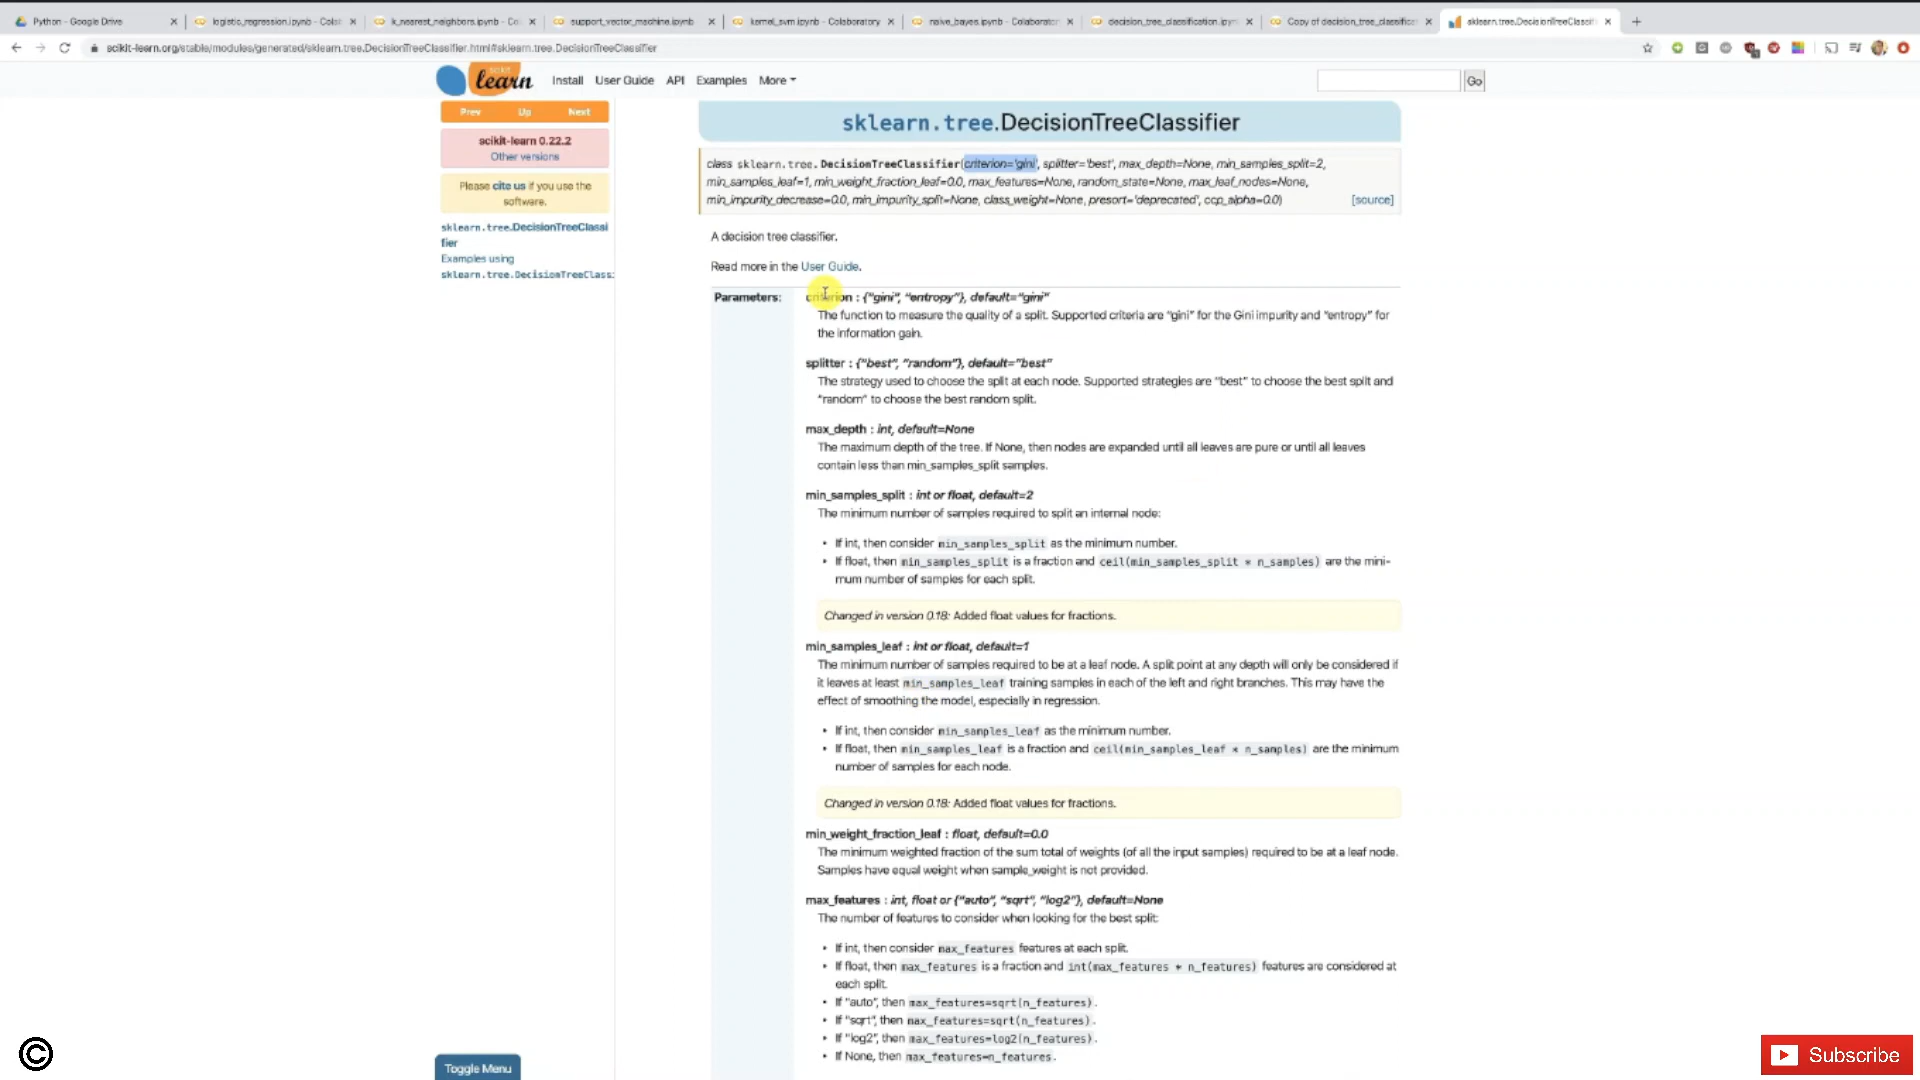 Python - Google Drive
logistic_regression.ipynb - Colab
k_nearest_neighbors.ipynb - Co
support_vector_machine.ipynb
kernel_svm.ipynb - Colaboratory
naive_bayes.ipynb - Colaborator
decision_tree_classification.ipyn
Copy of decision_tree_classificat
sklearn.tree.DecisionTreeClassif
scikit-learn.org/stable/modules/generated/sklearn.tree.DecisionTreeClassifier.html#sklearn.tree.DecisionTreeClassifier
scikit
learn
Install
User Guide
API
Examples
More
Go
Prev
Up
Next
scikit-learn 0.22.2
Other versions
Please cite us if you use the
software.
sklearn.tree.DecisionTreeClassi
fier
Examples using
sklearn.tree.DecisionTreeClass:
sklearn.tree.DecisionTreeClassifier
class sklearn.tree.DecisionTreeClassifier(criterion='gini', splitter='best', max_depth=None, min_samples_split=2,
min_samples_leaf=1, min_weight_fraction_leaf=0.0, max_features=None, random_state=None, max_leaf_nodes=None,
min_impurity_decrease=0.0, min_impurity_split=None, class_weight=None, presort='deprecated', ccp_alpha=0.0)
[source]
A decision tree classifier.
Read more in the User Guide.
Parameters:
criterion : {"gini", "entropy"}, default="gini"
The function to measure the quality of a split. Supported criteria are "gini" for the Gini impurity and "entropy" for
the information gain.
splitter : {"best", "random"}, default="best"
The strategy used to choose the split at each node. Supported strategies are "best" to choose the best split and
"random" to choose the best random split.
max_depth : int, default=None
The maximum depth of the tree. If None, then nodes are expanded until all leaves are pure or until all leaves
contain less than min_samples_split samples.
min_samples_split : int or float, default=2
The minimum number of samples required to split an internal node:
• If int, then consider min_samples_split as the minimum number.
• If float, then min_samples_split is a fraction and ceil(min_samples_split * n_samples) are the mini-
mum number of samples for each split.
Changed in version 0.18: Added float values for fractions.
min_samples_leaf : int or float, default=1
The minimum number of samples required to be at a leaf node. A split point at any depth will only be considered if
it leaves at least min_samples_leaf training samples in each of the left and right branches. This may have the
effect of smoothing the model, especially in regression.
• If int, then consider min_samples_leaf as the minimum number.
• If float, then min_samples_leaf is a fraction and ceil(min_samples_leaf * n_samples) are the minimum
number of samples for each node.
Changed in version 0.18: Added float values for fractions.
min_weight_fraction_leaf : float, default=0.0
The minimum weighted fraction of the sum total of weights (of all the input samples) required to be at a leaf node.
Samples have equal weight when sample_weight is not provided.
max_features : int, float or {"auto", "sqrt", "log2"}, default=None
The number of features to consider when looking for the best split:
• If int, then consider max_features features at each split.
• If float, then max_features is a fraction and int(max_features * n_features) features are considered at
each split.
• If "auto", then max_features=sqrt(n_features).
• If "sqrt", then max_features=sqrt(n_features).
• If "log2", then max_features=log2(n_features).
• If None, then max_features=n_features.
©
Toggle Menu
Subscribe